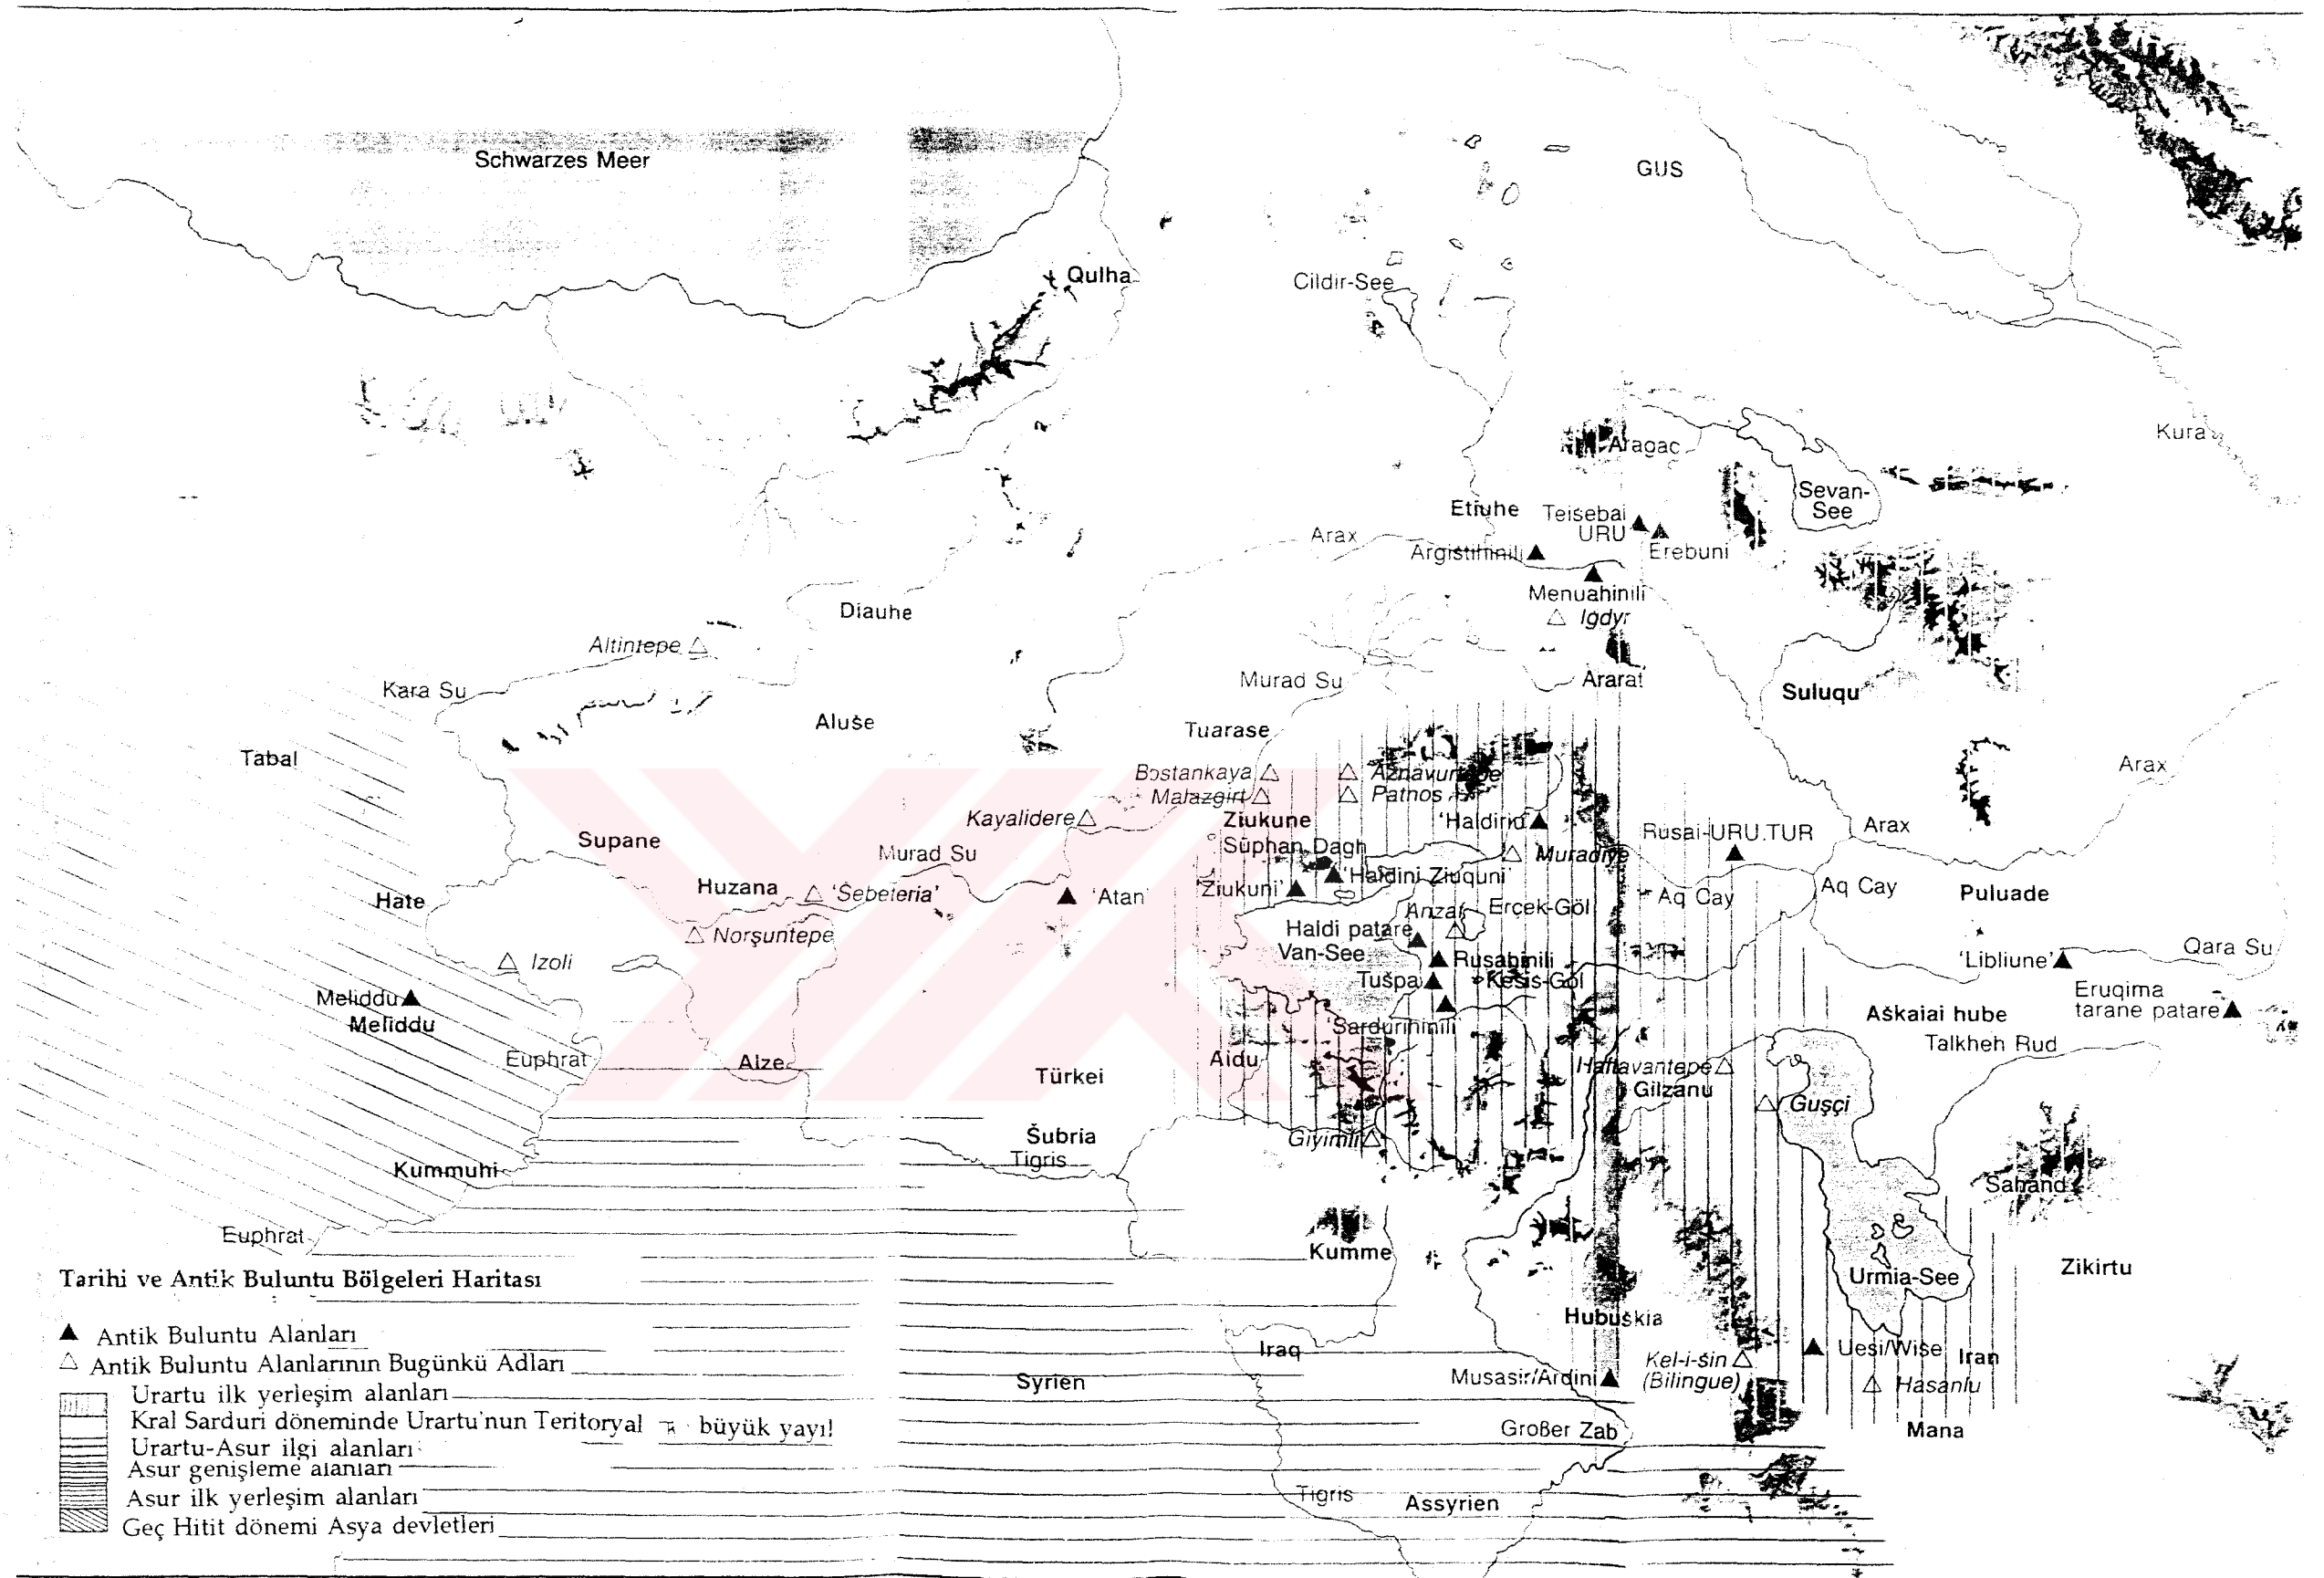 Schwarzes Meer
GUS
Qulha
Cildir-See
Kura
Aragac
Sevan-
See
Etiuhe
Teisebai
URU
Erebuni
Arax
Argistihinili
Menuahinili
Igdyr
Diauhe
Altintepe
Ararat
Murad Su
Kara Su
Suluqu
Aluše
Tuarase
Tabal
Arax
Bostankaya
Aznavurtepe
Malazgirt
Patnos
Kayalidere
Ziukune
'Haldirio'
Rusai-URU.TUR
Arax
Supane
Süphan Dagh
Murad Su
Muradiye
Huzana
'Šebeteria'
'Haldini Ziuquni'
'Ziukuni'
Aq Cay
Aq Cay
Puluade
Hate
'Atan'
Anzaf
Erçek-Göl
Norşuntepe
Haldi patare
Van-See
Qara Su
Izoli
Rusahinili
'Libliune'
Tušpa
Kesis-Göl
Meliddu
Meliddu
Eruqima
tarane patare
Sardurihinili
Aškaiai hube
Talkheh Rud
Euphrat
Alze
Türkei
Aidu
Haftavantepe
Gilzanu
Guşçi
Šubria
Tigris
Giyimili
Kummuhi
Sahand
Euphrat
Kumme
Urmia-See
Zikirtu
Tarihi ve Antik Buluntu Bölgeleri Haritası
Hubuškia
Antik Buluntu Alanları
Iraq
Uesi/Wise
Iran
Antik Buluntu Alanlarının Bugünkü Adları
Kel-i-šin
(Bilingue)
Musasir/Ardini
Syrien
Hasanlu
Urartu ilk yerleşim alanları
Kral Sarduri döneminde Urartu'nun Teritoryal büyük yayı!
Großer Zab
Mana
Urartu-Asur ilgi alanları
Asur genişleme alanları
Asur ilk yerleşim alanları
Tigris
Assyrien
Geç Hitit dönemi Asya devletleri